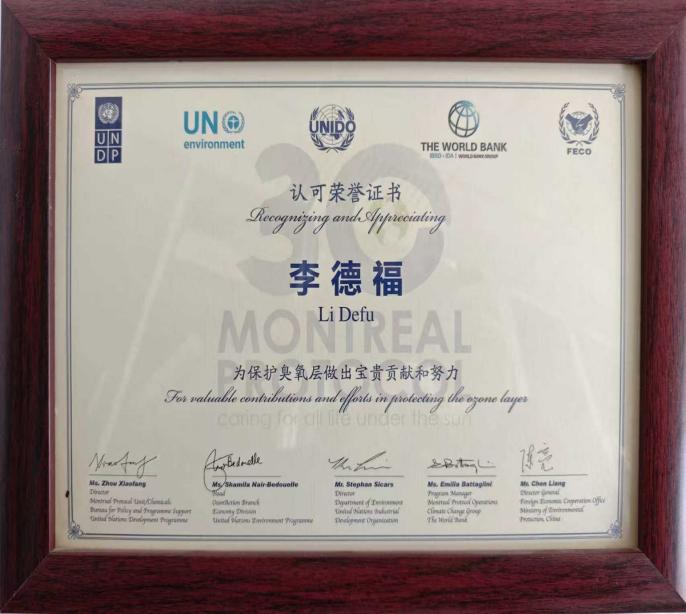 UN
DP
UN
environment
UNIDO
THE WORLD BANK
IBRD • IDA | WORLD BANK GROUP
FECO
30
认可荣誉证书
Recognizing and Appreciating
李德福
Li Defu
MONTREAL
PROTOCOL
为保护臭氧层做出宝贵贡献和努力
For valuable contributions and efforts in protecting the ozone layer
caring for all life under the sun
Ms. Zhou Xiaofang
Director
Montreal Protocol Unit/Chemicals
Bureau for Policy and Programme Support
United Nations Development Programme
Ms. Shamila Nair-Bedouelle
Head
OzonAction Branch
Economy Division
United Nations Environment Programme
Mr. Stephan Sicars
Director
Department of Environment
United Nations Industrial
Development Organization
Ms. Emilia Battaglini
Program Manager
Montreal Protocol Operations
Climate Change Group
The World Bank
Mr. Chen Liang
Director General
Foreign Economic Cooperation Office
Ministry of Environmental
Protection, China